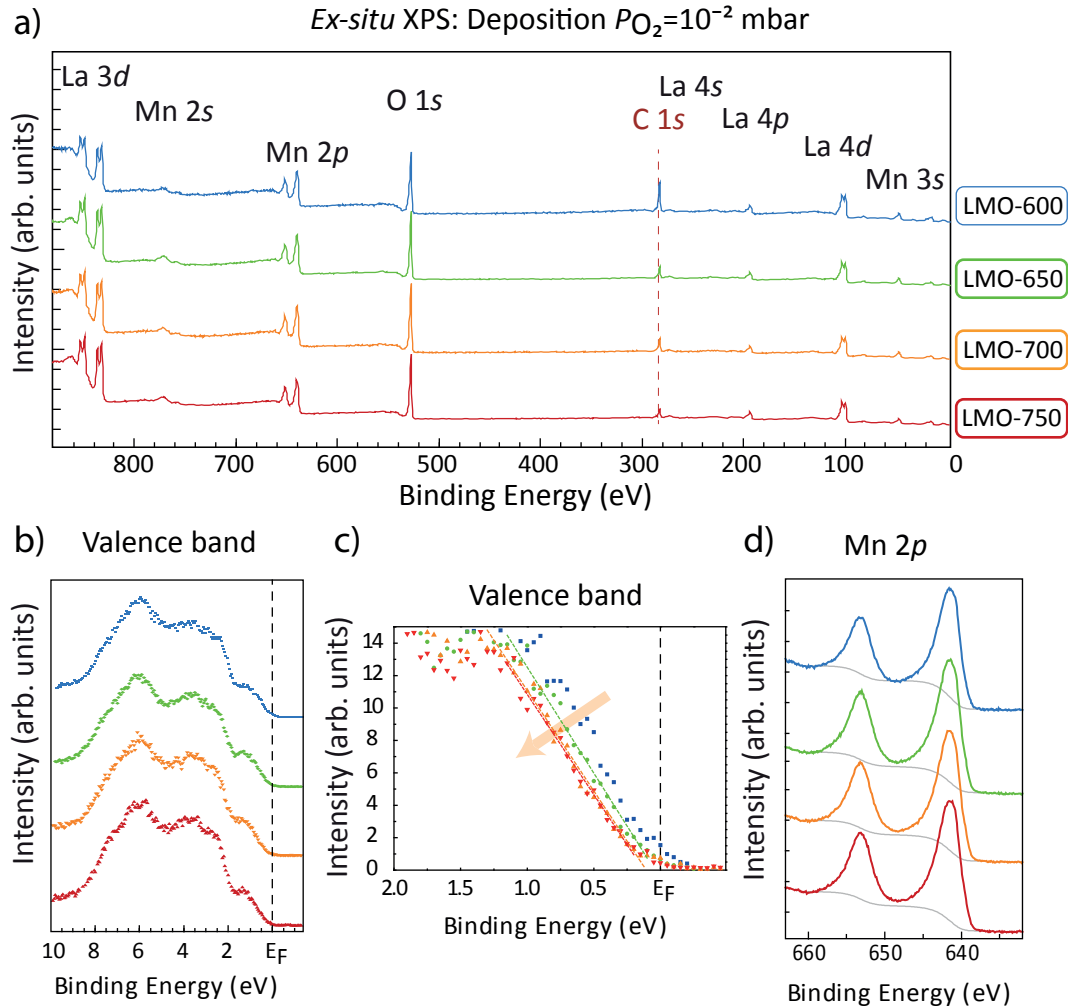 a)
Ex-situ XPS: Deposition P_O₂=10⁻² mbar
Intensity (arb. units)
La 3d
Mn 2s
Mn 2p
O 1s
La 4s
C 1s
La 4p
La 4d
Mn 3s
LMO-600
LMO-650
LMO-700
LMO-750
800 700 600 500 400 300 200 100 0
Binding Energy (eV)
b)
Valence band
Intensity (arb. units)
10 8 6 4 2 E_F
Binding Energy (eV)
c)
Valence band
Intensity (arb. units)
14
12
10
8
6
4
2
0
2.0 1.5 1.0 0.5 E_F
Binding Energy (eV)
d)
Mn 2p
Intensity (arb. units)
660 650 640
Binding Energy (eV)